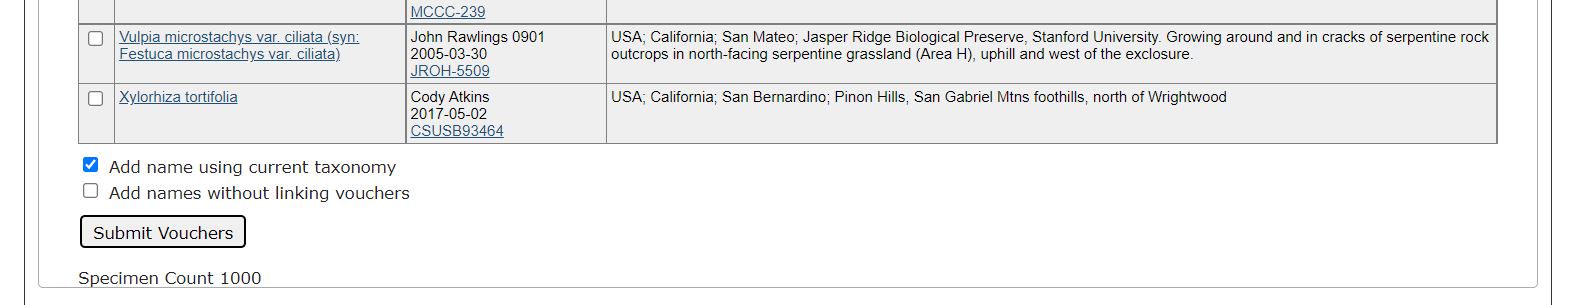 MCCC-239
Vulpia microstachys var. ciliata (syn:
Festuca microstachys var. ciliata)
John Rawlings 0901
2005-03-30
JROH-5509
USA; California; San Mateo; Jasper Ridge Biological Preserve, Stanford University. Growing around and in cracks of serpentine rock
outcrops in north-facing serpentine grassland (Area H), uphill and west of the exclosure.
Xylorhiza tortifolia
Cody Atkins
2017-05-02
CSUSB93464
USA; California; San Bernardino; Pinon Hills, San Gabriel Mtns foothills, north of Wrightwood
Add name using current taxonomy
Add names without linking vouchers
Submit Vouchers
Specimen Count 1000